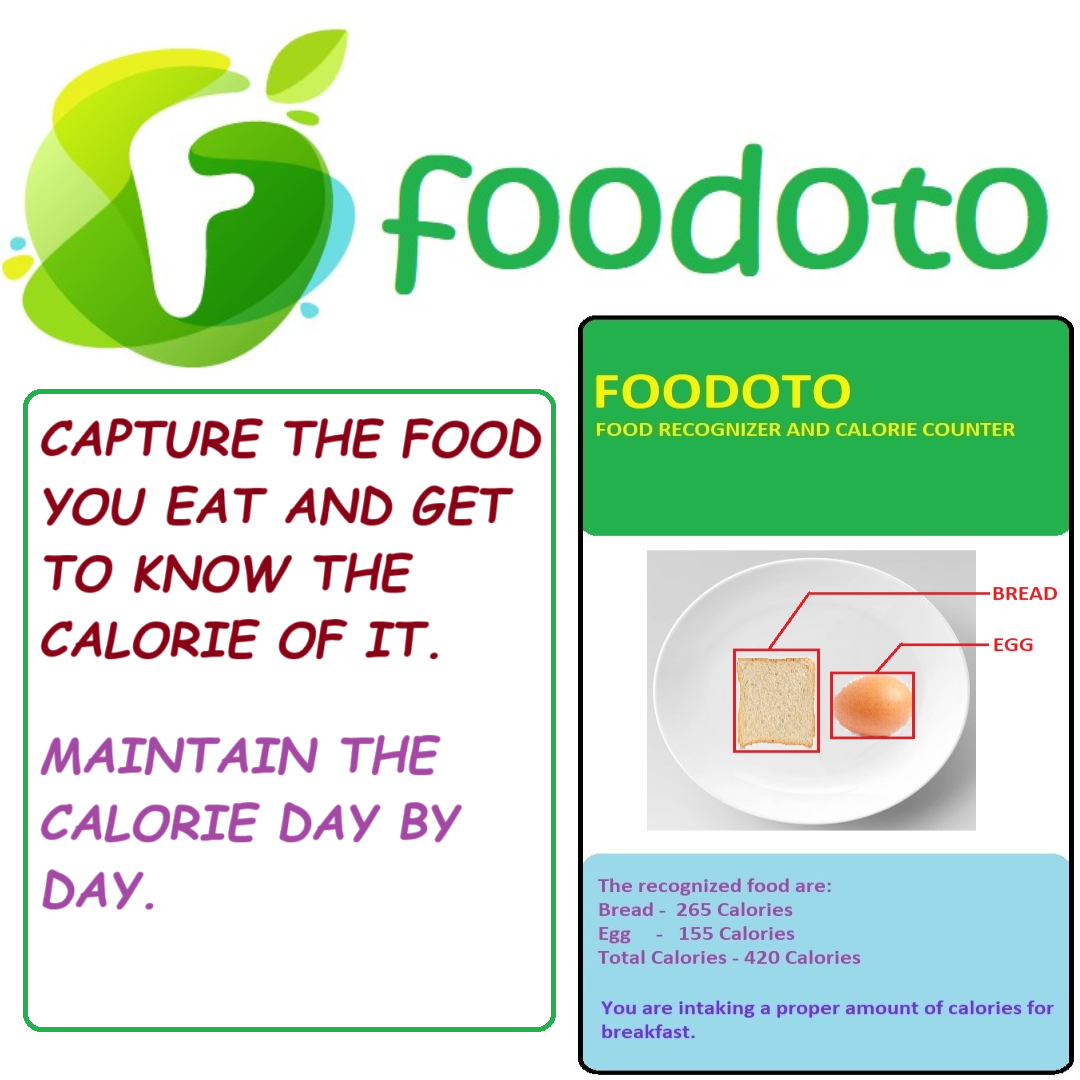 F
foodoto
CAPTURE THE FOOD
YOU EAT AND GET
TO KNOW THE
CALORIE OF IT.
MAINTAIN THE
CALORIE DAY BY
DAY.
FOODOTO
FOOD RECOGNIZER AND CALORIE COUNTER
BREAD
EGG
The recognized food are:
Bread - 265 Calories
Egg - 155 Calories
Total Calories - 420 Calories
You are intaking a proper amount of calories for
breakfast.